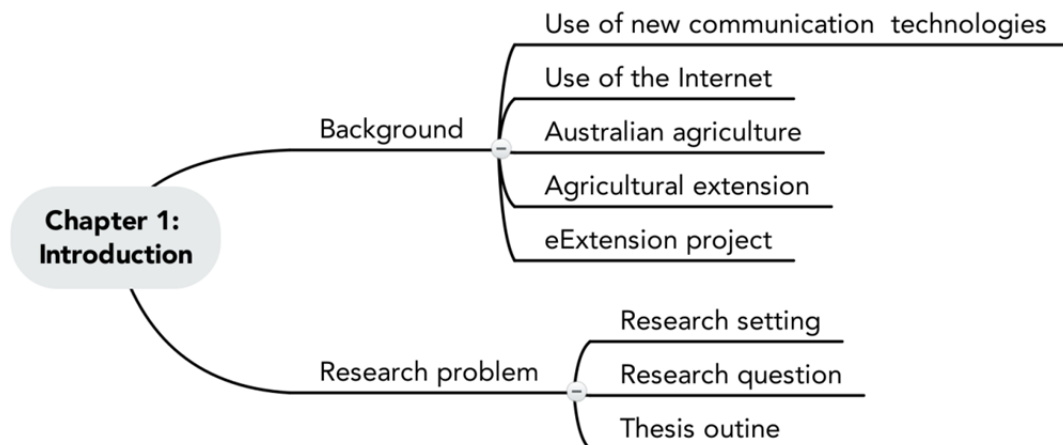 Chapter 1:
Introduction
Background
Use of new communication technologies
Use of the Internet
Australian agriculture
Agricultural extension
eExtension project
Research problem
Research setting
Research question
Thesis outine